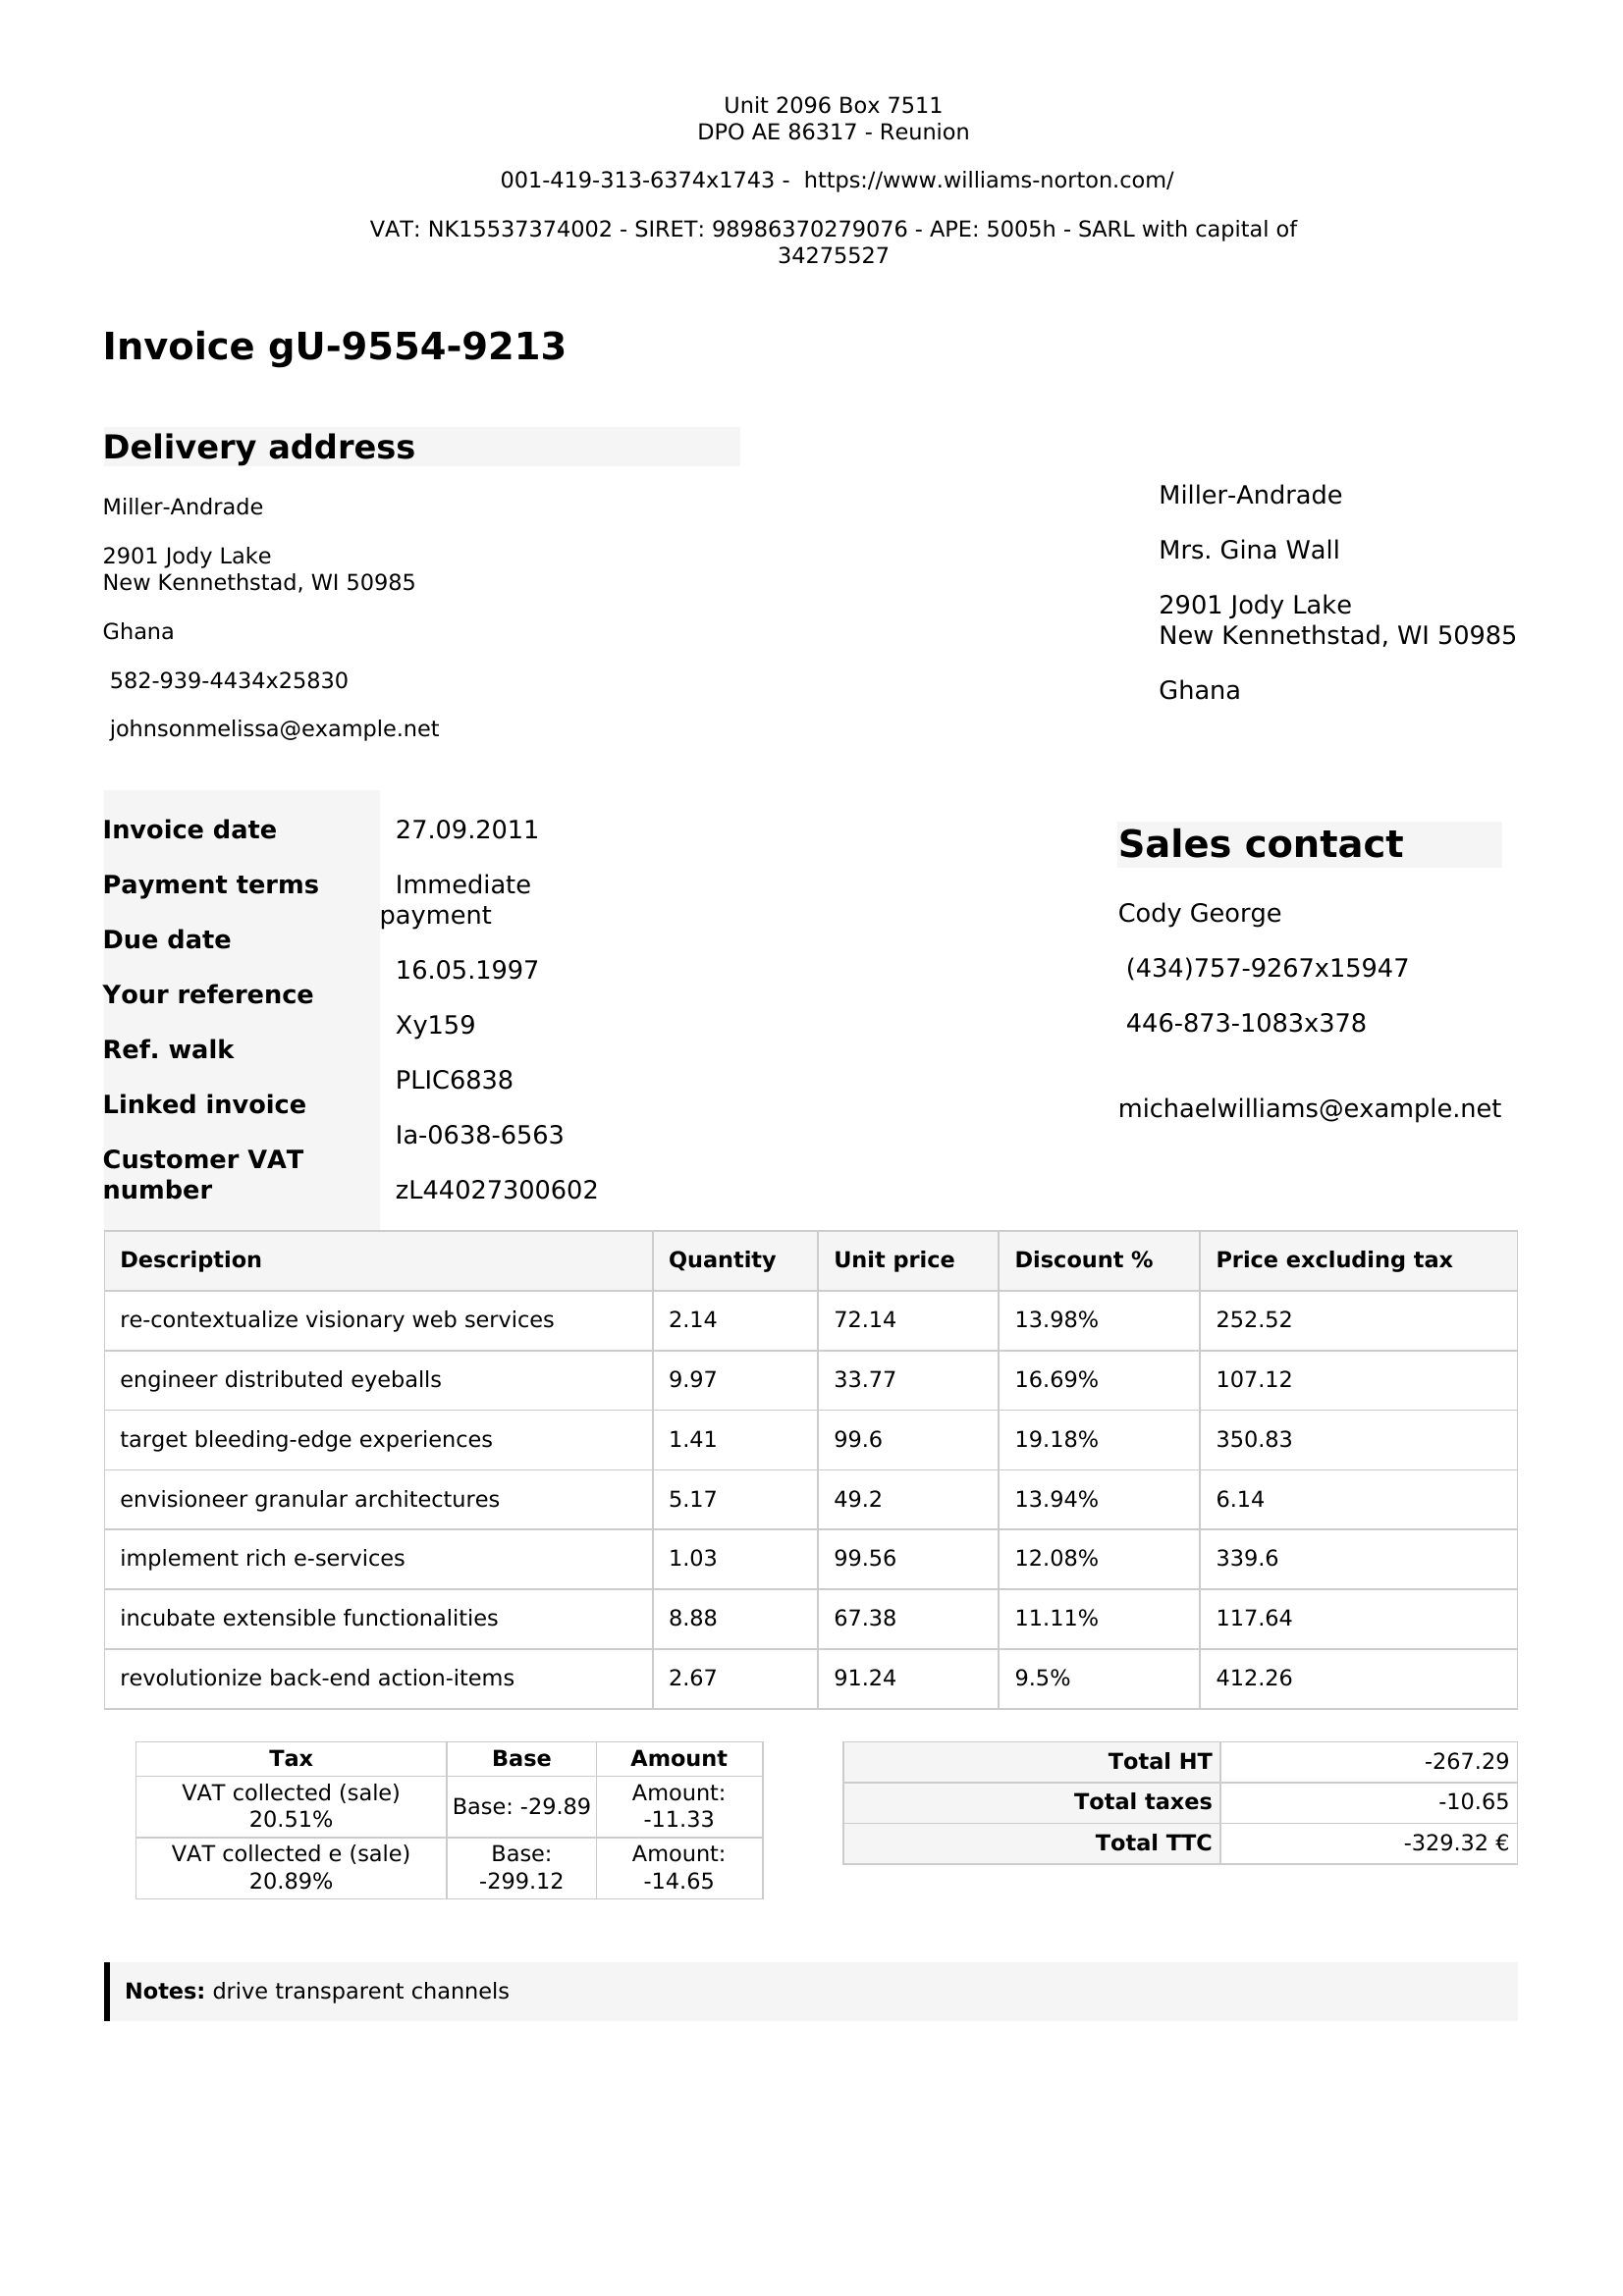 Unit 2096 Box 7511
DPO AE 86317 - Reunion
001-419-313-6374x1743 - https://www.williams-norton.com/
VAT: NK15537374002 - SIRET: 98986370279076 - APE: 5005h - SARL with capital of
34275527
Invoice gU-9554-9213
Delivery address
Miller-Andrade
2901 Jody Lake
New Kennethstad, WI 50985
Ghana
582-939-4434x25830
johnsonmelissa@example.net
Miller-Andrade
Mrs. Gina Wall
2901 Jody Lake
New Kennethstad, WI 50985
Ghana
Invoice date
Payment terms
Due date
Your reference
Ref. walk
Linked invoice
Customer VAT
number
27.09.2011
Immediate
payment
16.05.1997
Xy159
PLIC6838
Ia-0638-6563
zL44027300602
Sales contact
Cody George
(434)757-9267x15947
446-873-1083x378
michaelwilliams@example.net
Description Quantity Unit price Discount % Price excluding tax
re-contextualize visionary web services 2.14 72.14 13.98% 252.52
engineer distributed eyeballs 9.97 33.77 16.69% 107.12
target bleeding-edge experiences 1.41 99.6 19.18% 350.83
envisioneer granular architectures 5.17 49.2 13.94% 6.14
implement rich e-services 1.03 99.56 12.08% 339.6
incubate extensible functionalities 8.88 67.38 11.11% 117.64
revolutionize back-end action-items 2.67 91.24 9.5% 412.26
Tax Base Amount
VAT collected (sale)
20.51%
Base: -29.89
Amount:
-11.33
VAT collected e (sale)
20.89%
Base:
-299.12
Amount:
-14.65
Total HT -267.29
Total taxes -10.65
Total TTC -329.32 €
Notes: drive transparent channels